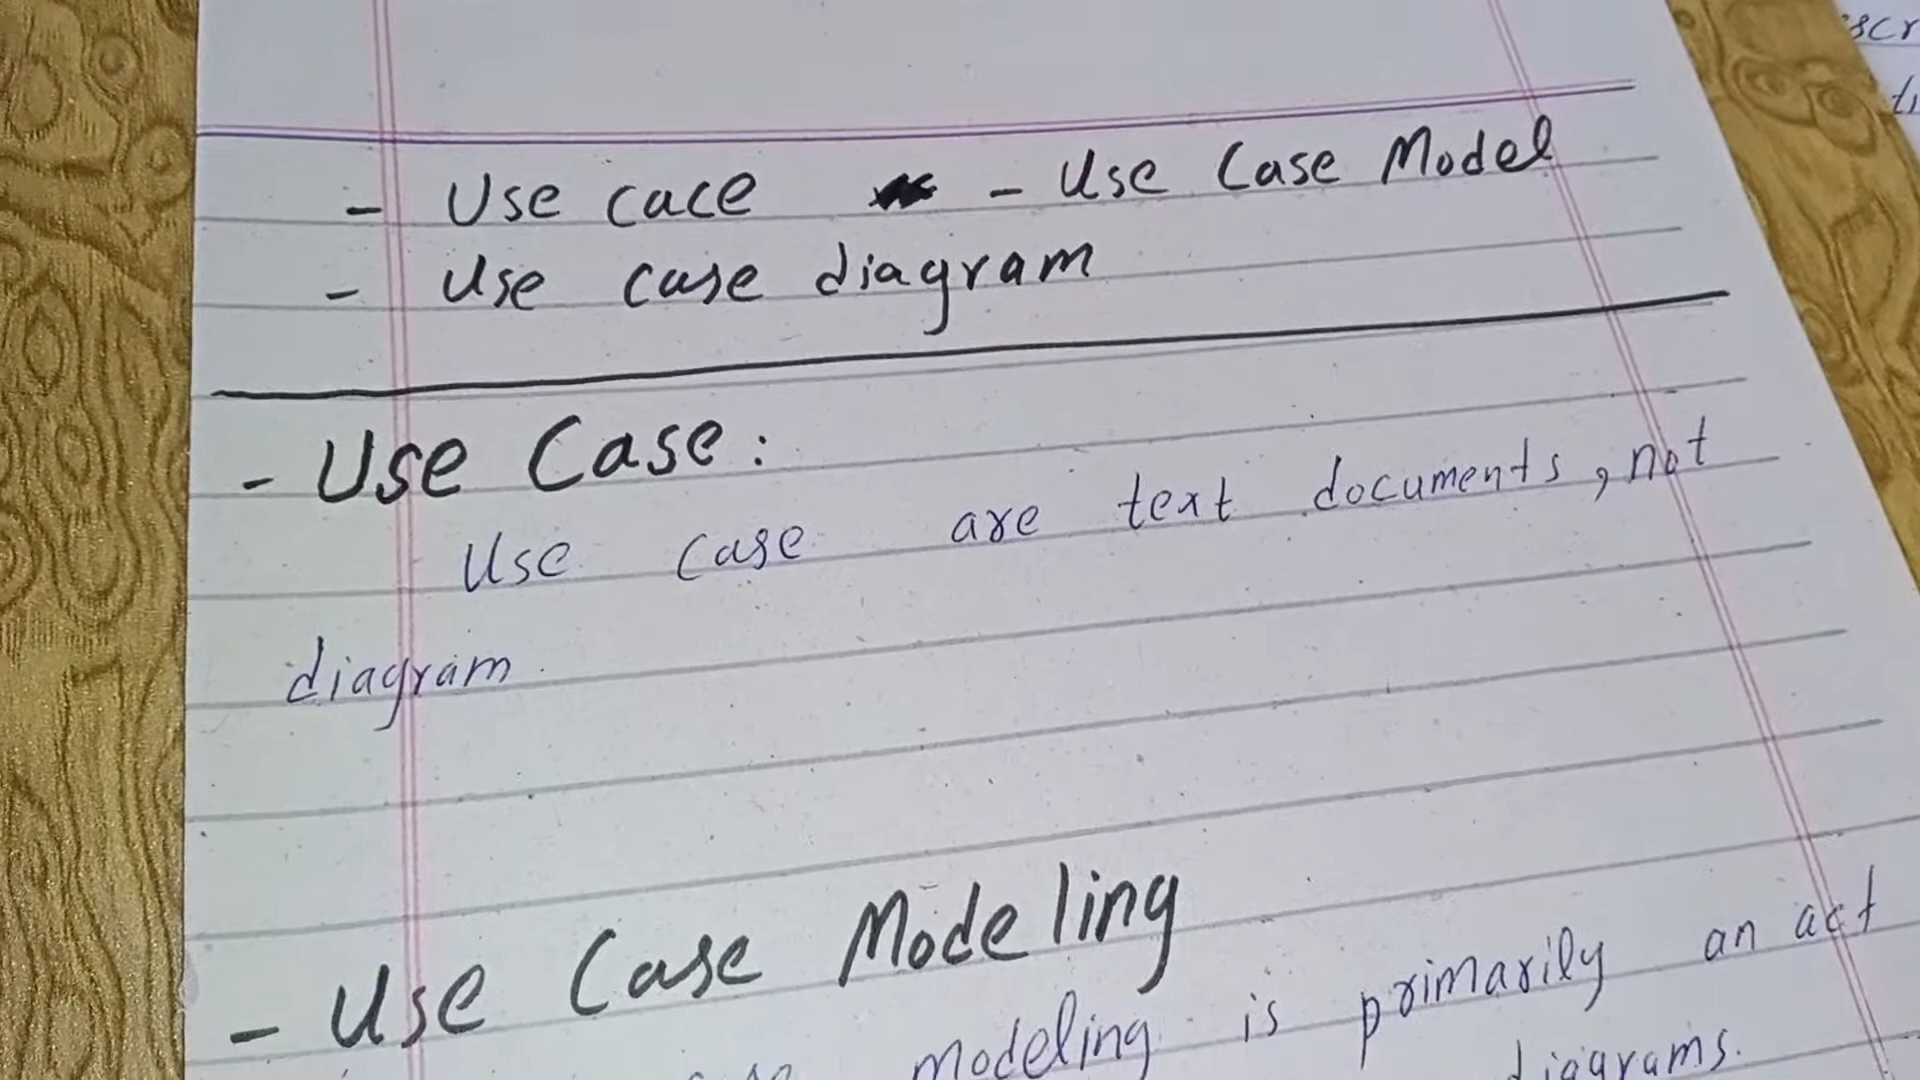 - Use cace - Use Case Model
- Use case diagram
- Use Case:
Use case are text documents, not
diagram.
- Use Case Modeling
modeling is primarily an act
diagrams.